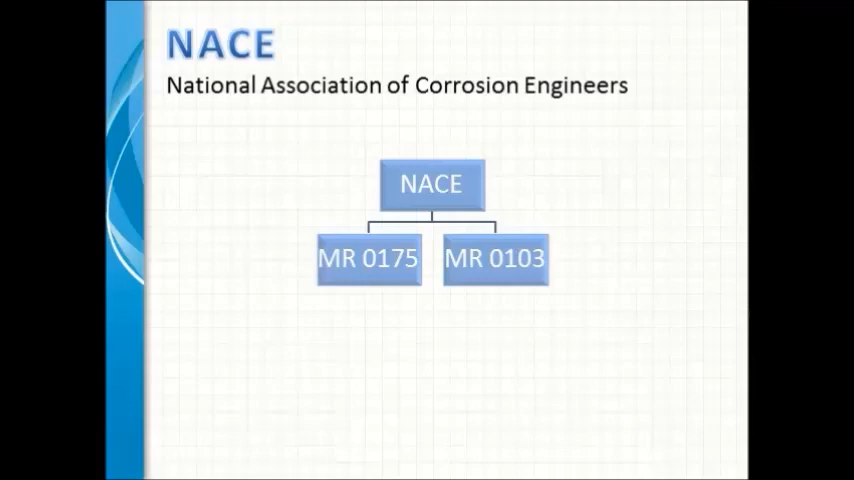 NACE
National Association of Corrosion Engineers
NACE
MR 0175
MR 0103